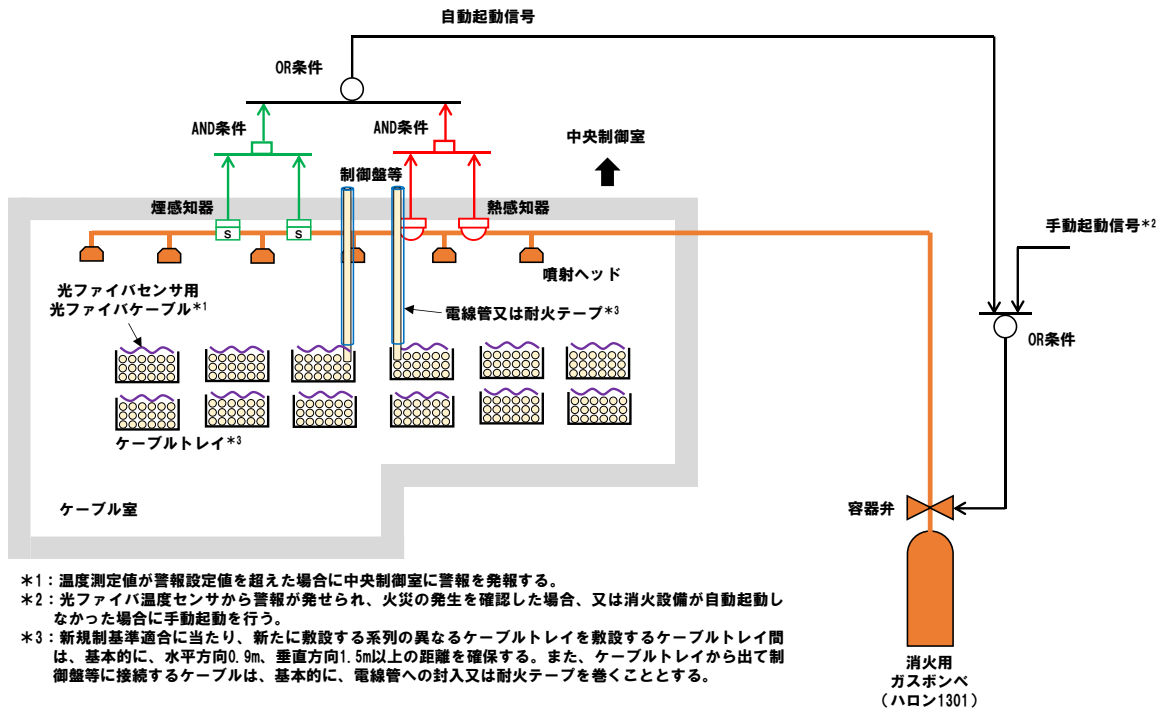 自動起動信号
OR条件
AND条件
AND条件
中央制御室
制御盤等
煙感知器
熱感知器
手動起動信号*2
S
S
噴射ヘッド
光ファイバセンサ用
光ファイバケーブル*1
電線管又は耐火テープ*3
OR条件
ケーブルトレイ*3
ケーブル室
容器弁
*1：温度測定値が警報設定値を超えた場合に中央制御室に警報を発報する。
*2：光ファイバ温度センサから警報が発せられ、火災の発生を確認した場合、又は消火設備が自動起動し
なかった場合に手動起動を行う。
*3：新規制基準適合に当たり、新たに敷設する系列の異なるケーブルトレイを敷設するケーブルトレイ間
は、基本的に、水平方向0.9m、垂直方向1.5m以上の距離を確保する。また、ケーブルトレイから出て制
御盤等に接続するケーブルは、基本的に、電線管への封入又は耐火テープを巻くこととする。
消火用
ガスボンベ
（ハロン1301）